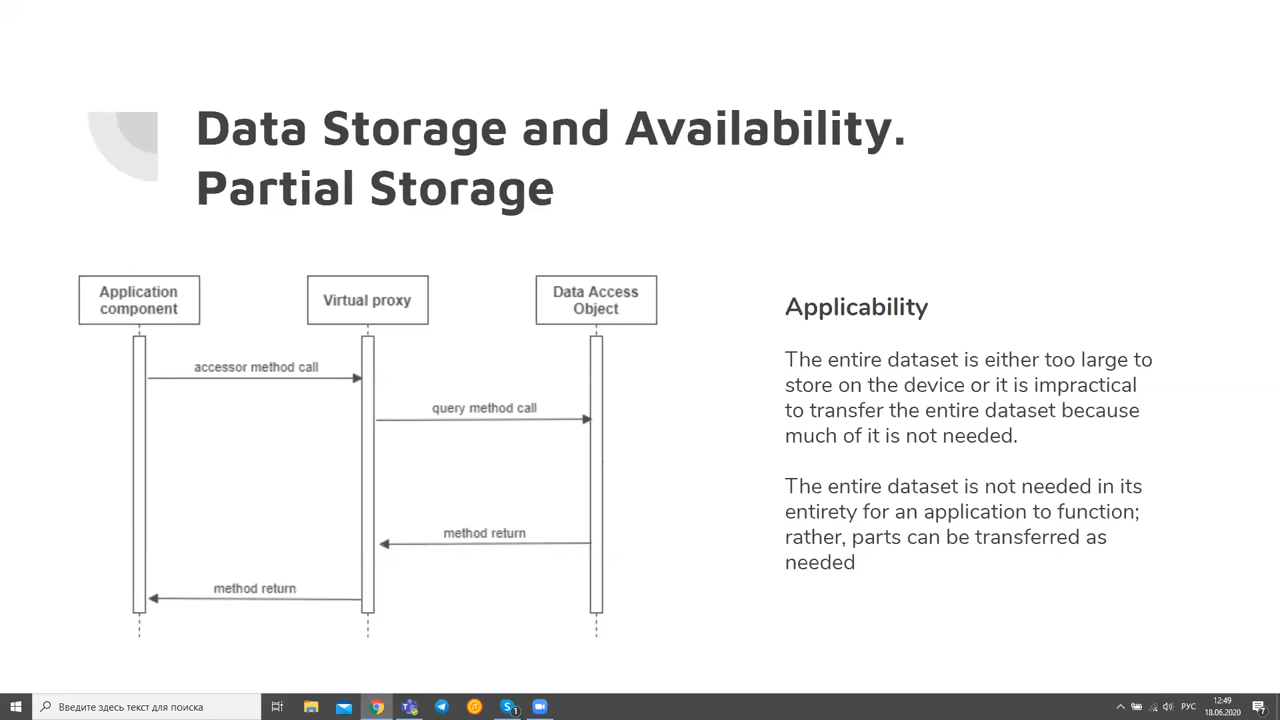 Data Storage and Availability.
Partial Storage
Application
component
Virtual proxy
Data Access
Object
accessor method call
query method call
method return
method return
Applicability
The entire dataset is either too large to
store on the device or it is impractical
to transfer the entire dataset because
much of it is not needed.
The entire dataset is not needed in its
entirety for an application to function;
rather, parts can be transferred as
needed
Введите здесь текст для поиска
1
РУС
12:49
18.06.2020
7